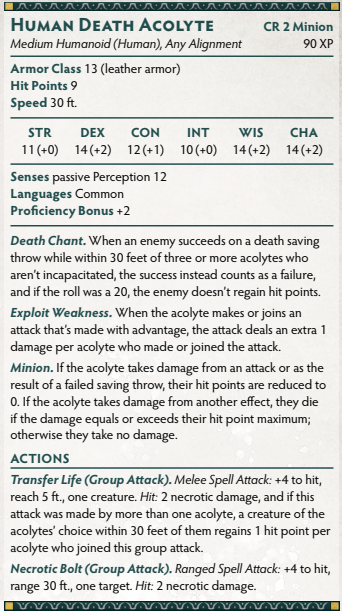 HUMAN DEATH ACOLYTE CR 2 Minion
Medium Humanoid (Human), Any Alignment 90 XP
Armor Class 13 (leather armor)
Hit Points 9
Speed 30 ft.
STR DEX CON INT WIS CHA
11 (+0) 14 (+2) 12 (+1) 10 (+0) 14 (+2) 14 (+2)
Senses passive Perception 12
Languages Common
Proficiency Bonus +2
Death Chant. When an enemy succeeds on a death saving
throw while within 30 feet of three or more acolytes who
aren't incapacitated, the success instead counts as a failure,
and if the roll was a 20, the enemy doesn't regain hit points.
Exploit Weakness. When the acolyte makes or joins an
attack that's made with advantage, the attack deals an extra 1
damage per acolyte who made or joined the attack.
Minion. If the acolyte takes damage from an attack or as the
result of a failed saving throw, their hit points are reduced to
0. If the acolyte takes damage from another effect, they die
if the damage equals or exceeds their hit point maximum;
otherwise they take no damage.
ACTIONS
Transfer Life (Group Attack). Melee Spell Attack: +4 to hit,
reach 5 ft., one creature. Hit: 2 necrotic damage, and if this
attack was made by more than one acolyte, a creature of the
acolytes' choice within 30 feet of them regains 1 hit point per
acolyte who joined this group attack.
Necrotic Bolt (Group Attack). Ranged Spell Attack: +4 to hit,
range 30 ft., one target. Hit: 2 necrotic damage.